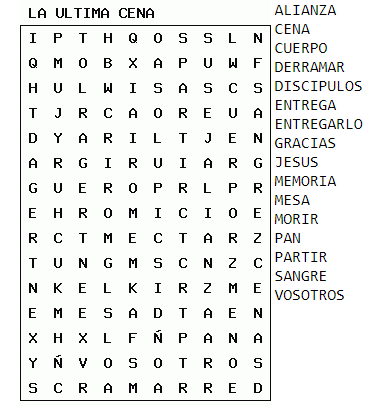 LA ULTIMA CENA
I P T H Q O S S L N
Q M O B X A P U W F
H U L W I S A S C S
T J R C A O R E U A
D Y A R I L T J E N
A R G I R U I A R G
G U E R O P R L P R
E H R O M I C I O E
R C T M E C T A R Z
T U N G M S C N Z C
N K E L K I R Z M E
E M E S A D T A E N
X H X L F Ñ P A N A
Y Ñ V O S O T R O S
S C R A M A R R E D
ALIANZA
CENA
CUERPO
DERRAMAR
DISCIPULOS
ENTREGA
ENTREGARLO
GRACIAS
JESUS
MEMORIA
MESA
MORIR
PAN
PARTIR
SANGRE
VOSOTROS